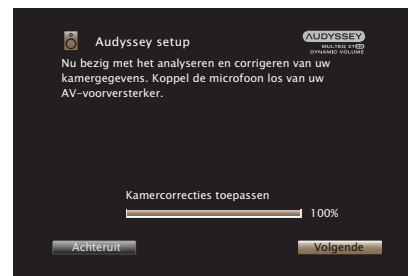 Audyssey setup
AUDYSSEY
MULTEQ XT32
DYNAMIC VOLUME
Nu bezig met het analyseren en corrigeren van uw
kamergegevens. Koppel de microfoon los van uw
AV-voorversterker.
Kamercorrecties toepassen
100%
Achteruit
Volgende